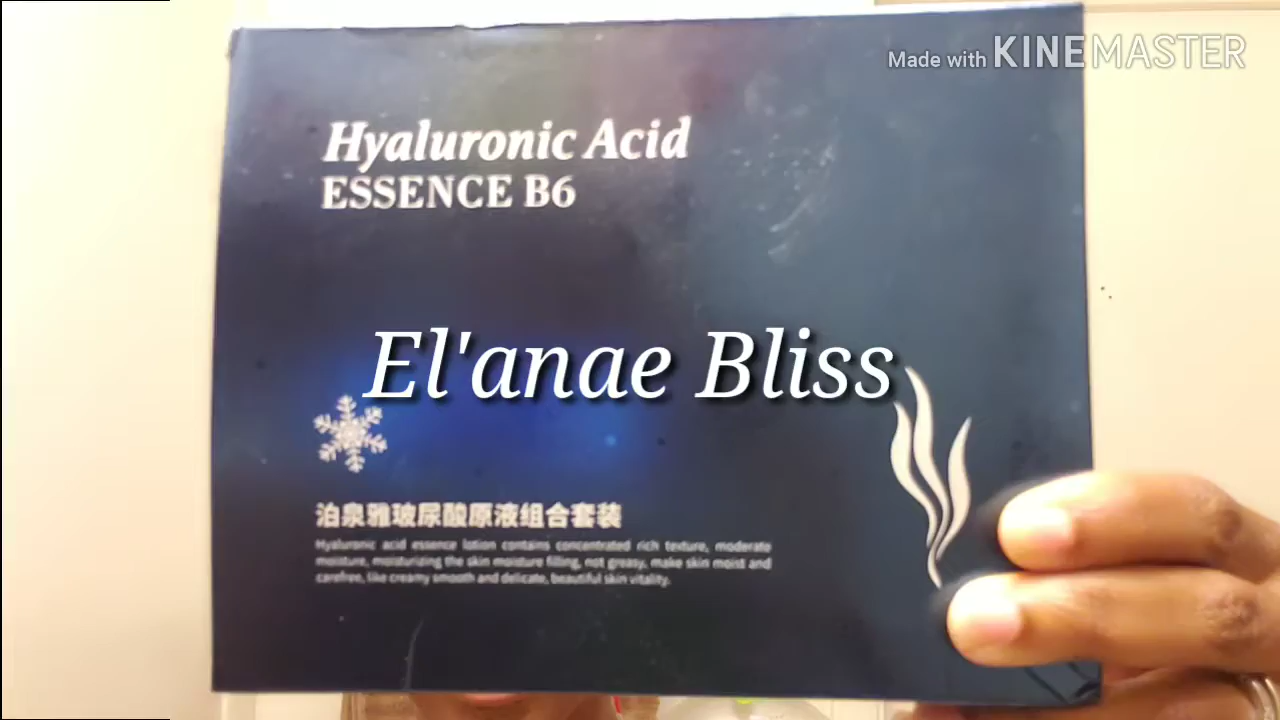 Made with KINEMASTER
Hyaluronic Acid
ESSENCE B6
El'anae Bliss
泊泉雅玻尿酸原液组合套装
Hyaluronic acid essence lotion contains concentrated rich texture, moderate
moisture, moisturizing the skin moisture filling, not greasy, make skin moist and
carefree, like creamy smooth and delicate, beautiful skin vitality.